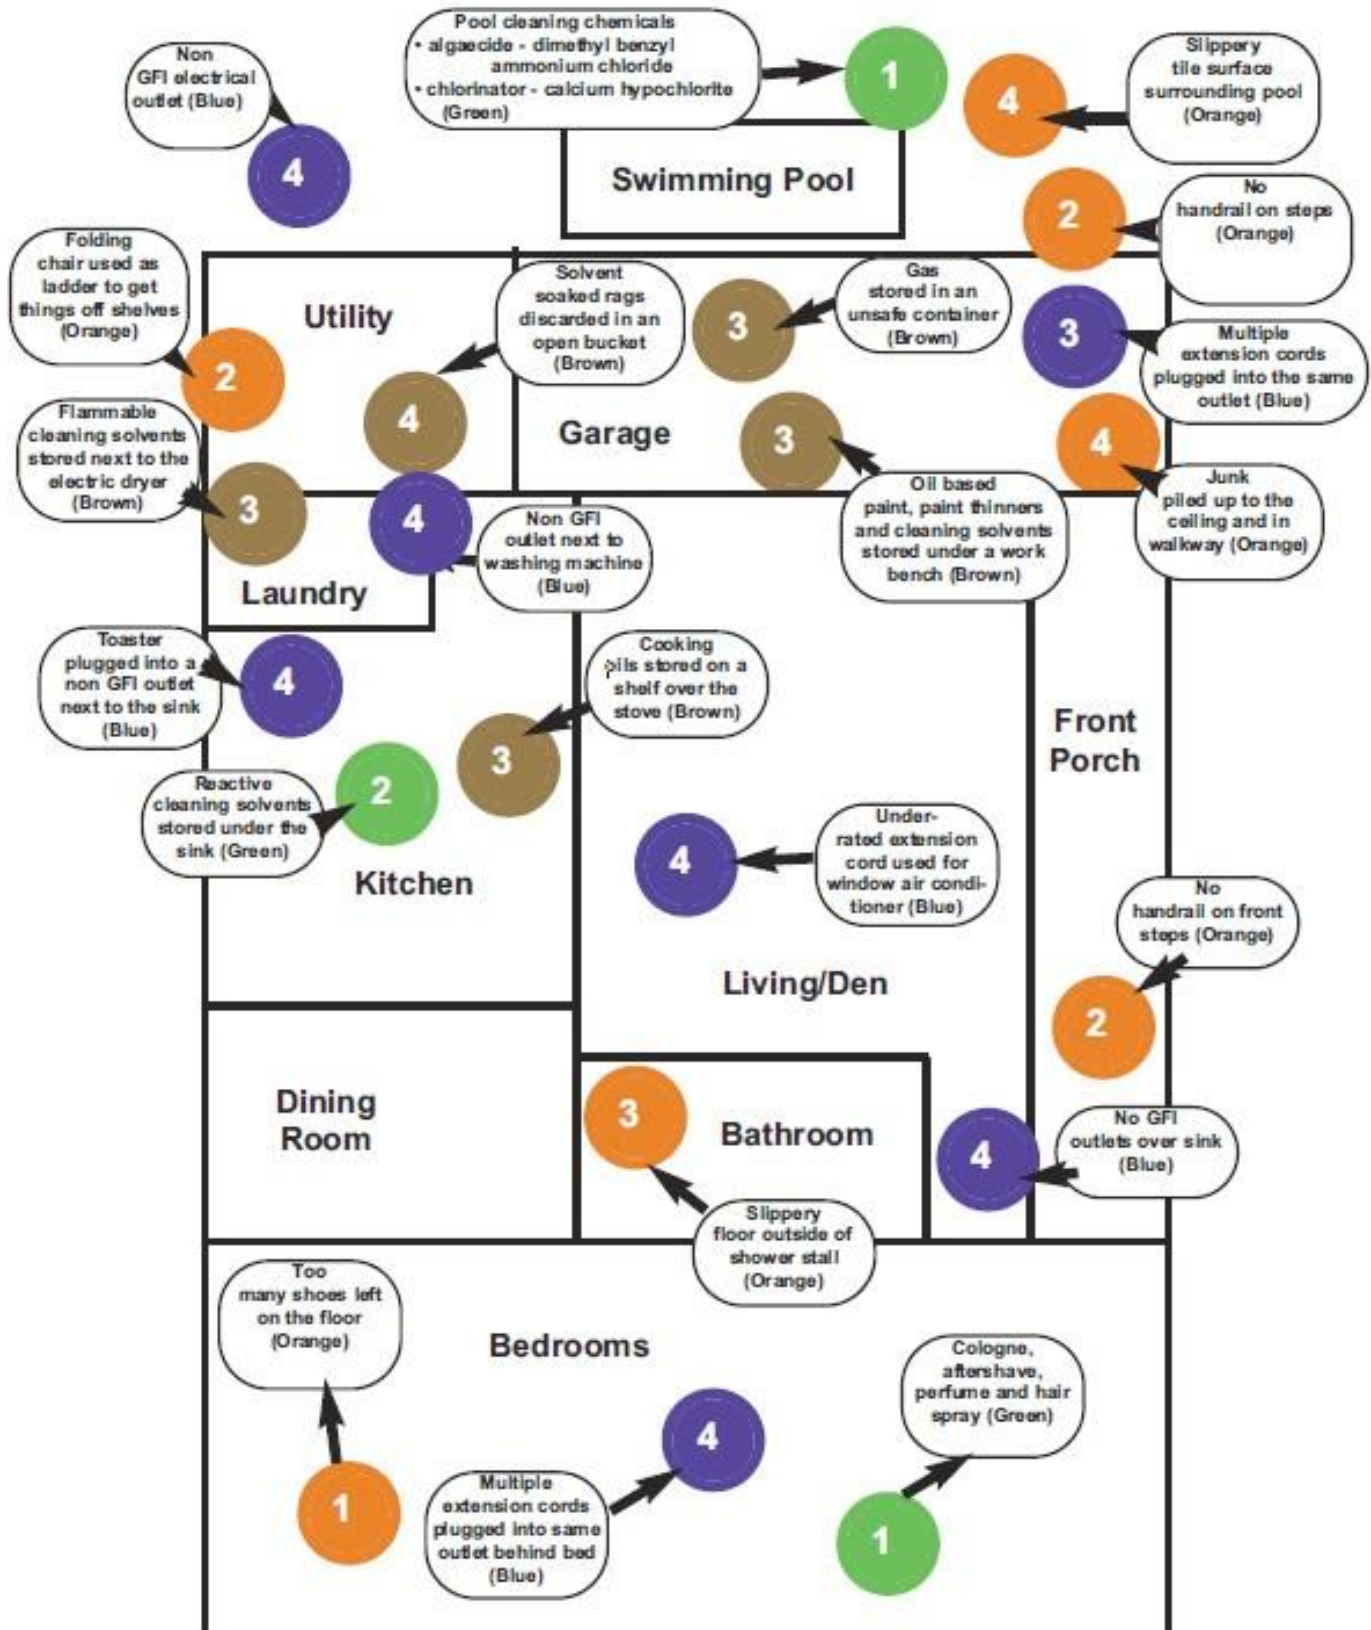 Pool cleaning chemicals
• algaecide - dimethyl benzyl
ammonium chloride
• chlorinator - calcium hypochlorite
(Green)
1
Non
GFI electrical
outlet (Blue)
4
Slippery
tile surface
surrounding pool
(Orange)
4
Swimming Pool
No
handrail on steps
(Orange)
2
Folding
chair used as
ladder to get
things off shelves
(Orange)
2
Utility
Solvent
soaked rags
discarded in an
open bucket
(Brown)
4
Gas
stored in an
unsafe container
(Brown)
3
Multiple
extension cords
plugged into the same
outlet (Blue)
3
Flammable
cleaning solvents
stored next to the
electric dryer
(Brown)
3
Garage
3
Oil based
paint, paint thinners
and cleaning solvents
stored under a work
bench (Brown)
4
Junk
piled up to the
ceiling and in
walkway (Orange)
4
Non GFI
outlet next to
washing machine
(Blue)
Laundry
Toaster
plugged into a
non GFI outlet
next to the sink
(Blue)
4
Cooking
oils stored on a
shelf over the
stove (Brown)
3
Front
Porch
Reactive
cleaning solvents
stored under the
sink (Green)
2
Kitchen
4
Under-
rated extension
cord used for
window air condi-
tioner (Blue)
No
handrail on front
steps (Orange)
2
Living/Den
Dining
Room
3
Bathroom
4
No GFI
outlets over sink
(Blue)
Slippery
floor outside of
shower stall
(Orange)
Too
many shoes left
on the floor
(Orange)
1
Bedrooms
Multiple
extension cords
plugged into same
outlet behind bed
(Blue)
4
Cologne,
aftershave,
perfume and hair
spray (Green)
1